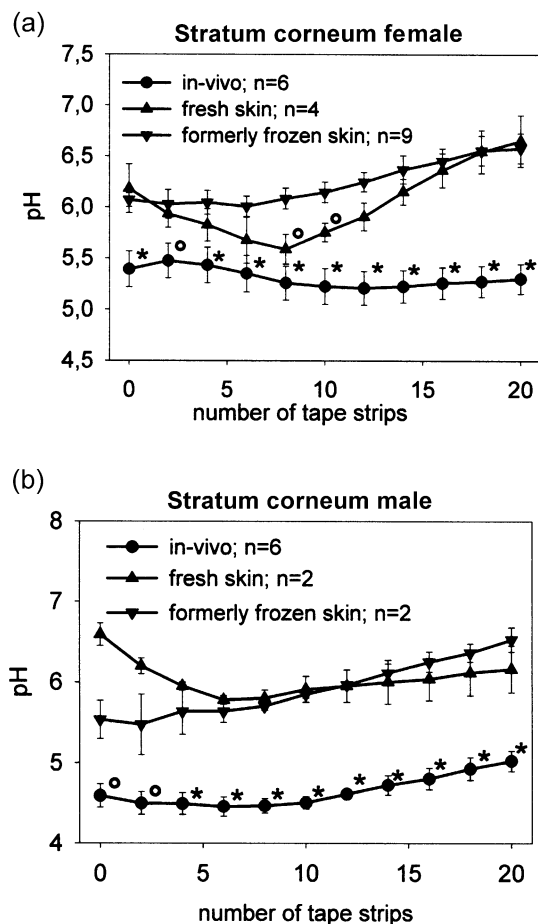 (a)
Stratum corneum female
7,5
7,0
6,5
6,0
5,5
5,0
4,5
pH
in-vivo; n=6
fresh skin; n=4
formerly frozen skin; n=9
o o
* o * * * * * * * * *
0 5 10 15 20
number of tape strips
(b)
Stratum corneum male
8
7
6
5
4
pH
in-vivo; n=6
fresh skin; n=2
formerly frozen skin; n=2
o o * * * * * * * * *
0 5 10 15 20
number of tape strips